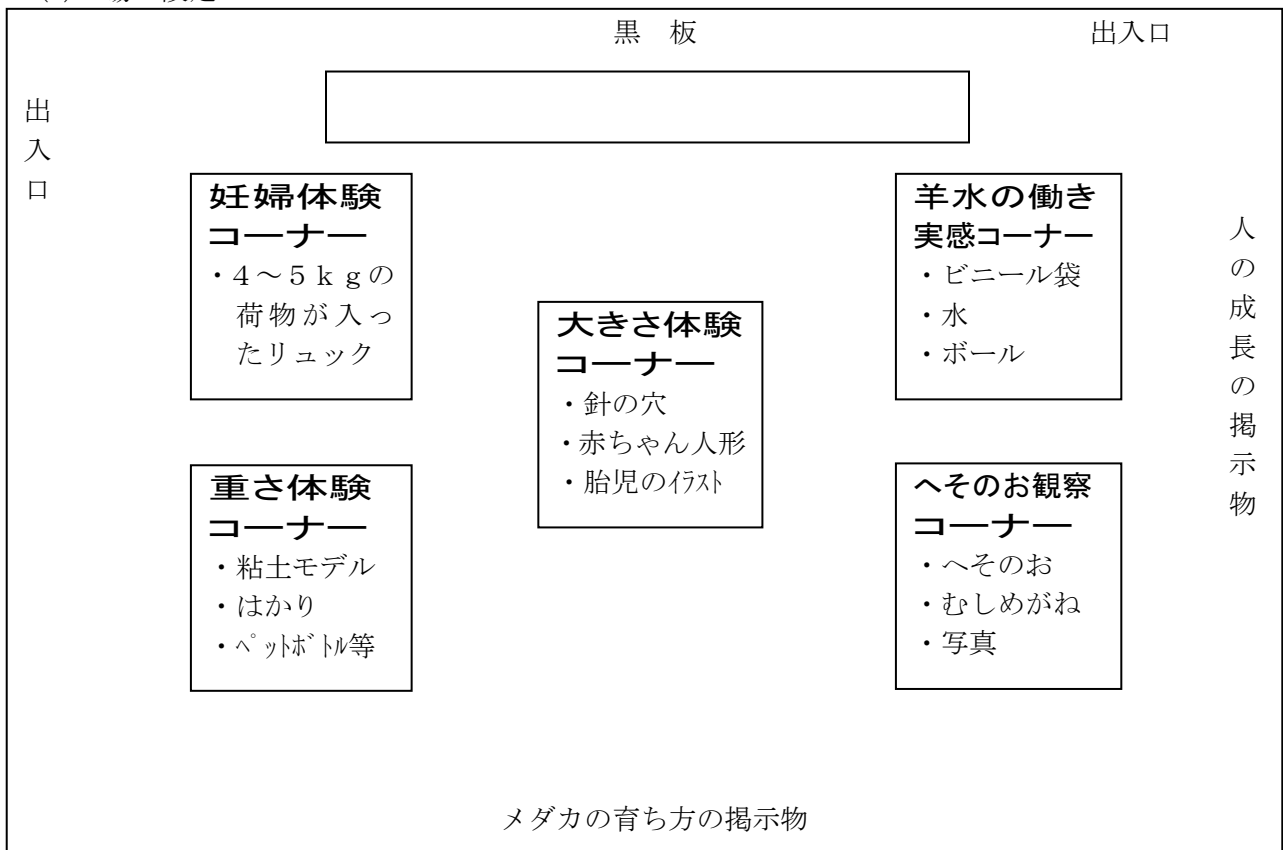 黒 板
出入口
出入口
妊婦体験
コーナー
・4～5kgの
荷物が入っ
たリュック
羊水の働き
実感コーナー
・ビニール袋
・水
・ボール
人の成長の掲示物
大きさ体験
コーナー
・針の穴
・赤ちゃん人形
・胎児のｲﾗｽﾄ
重さ体験
コーナー
・粘土モデル
・はかり
・ﾍﾟｯﾄﾎﾞﾄﾙ等
へそのお観察
コーナー
・へそのお
・むしめがね
・写真
メダカの育ち方の掲示物